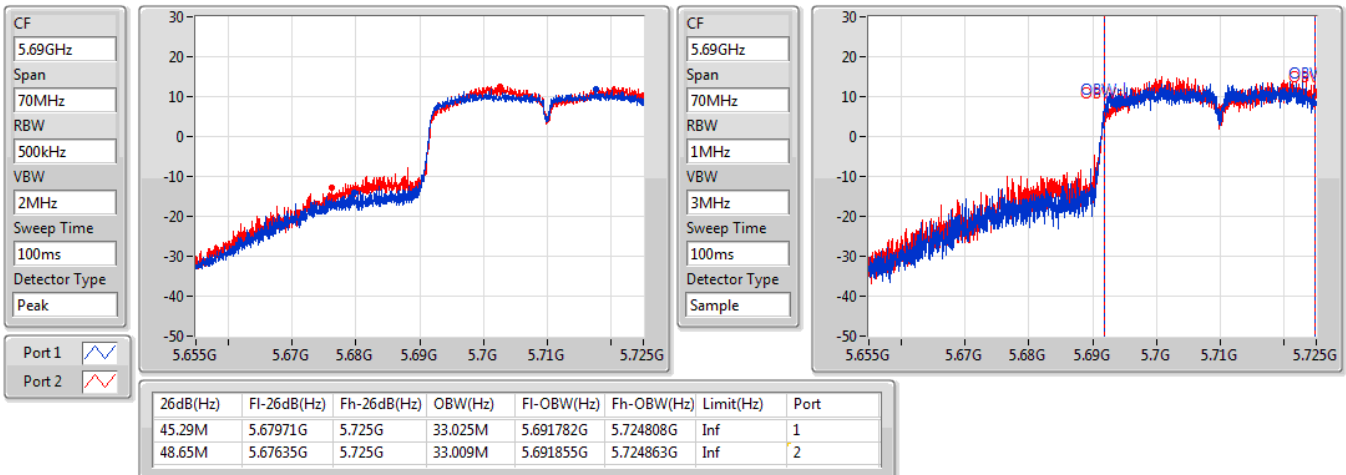 CF
5.69GHz
Span
70MHz
RBW
500kHz
VBW
2MHz
Sweep Time
100ms
Detector Type
Peak
Port 1
Port 2
30
20
10
0
-10
-20
-30
-40
-50
5.655G 5.67G 5.68G 5.69G 5.7G 5.71G 5.725G
CF
5.69GHz
Span
70MHz
RBW
1MHz
VBW
3MHz
Sweep Time
100ms
Detector Type
Sample
30
20
10
0
-10
-20
-30
-40
-50
OBW-L OBW
5.655G 5.67G 5.68G 5.69G 5.7G 5.71G 5.725G
26dB(Hz) Fl-26dB(Hz) Fh-26dB(Hz) OBW(Hz) Fl-OBW(Hz) Fh-OBW(Hz) Limit(Hz) Port
45.29M 5.67971G 5.725G 33.025M 5.691782G 5.724808G Inf 1
48.65M 5.67635G 5.725G 33.009M 5.691855G 5.724863G Inf 2